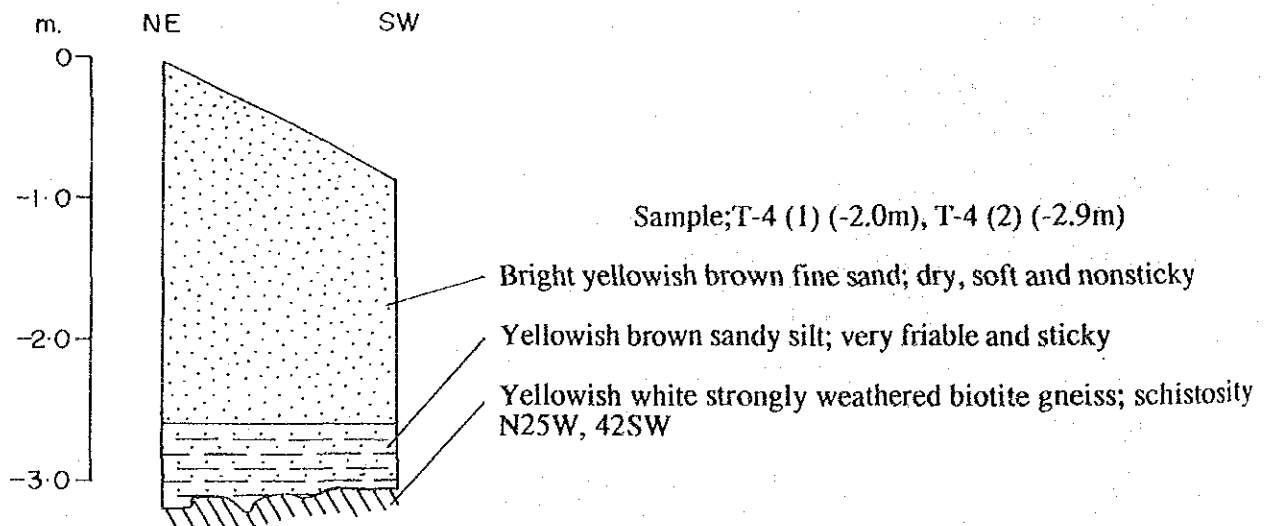 m. NE SW
0
-1.0
Sample;T-4 (1) (-2.0m), T-4 (2) (-2.9m)
Bright yellowish brown fine sand; dry, soft and nonsticky
-2.0
Yellowish brown sandy silt; very friable and sticky
Yellowish white strongly weathered biotite gneiss; schistosity
N25W, 42SW
-3.0